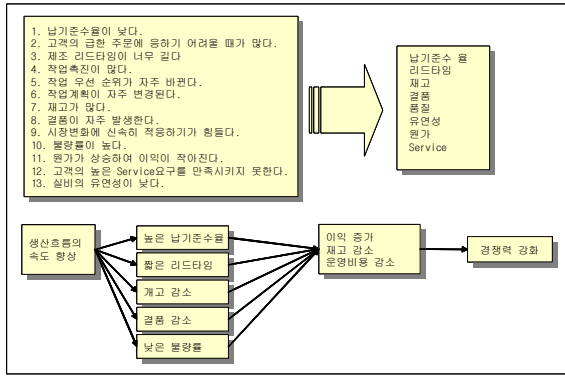 1. 납기준수율이 낮다.
2. 고객의 급한 주문에 응하기 어려울 때가 많다.
3. 제조 리드타임이 너무 길다
4. 작업촉진이 많다.
5. 작업 우선 순위가 자주 바뀐다.
6. 작업계획이 자주 변경된다.
7. 재고가 많다.
8. 결품이 자주 발생한다.
9. 시장변화에 신속히 적응하기가 힘들다.
10. 불량률이 높다.
11. 원가가 상승하여 이익이 작아진다.
12. 고객의 높은 Service요구를 만족시키지 못한다.
13. 설비의 유연성이 낮다.
납기준수 율
리드타임
재고
결품
품질
유연성
원가
Service
생산흐름의
속도 향상
높은 납기준수율
짧은 리드타임
개고 감소
결품 감소
낮은 불량률
이익 증가
재고 감소
운영비용 감소
경쟁력 강화